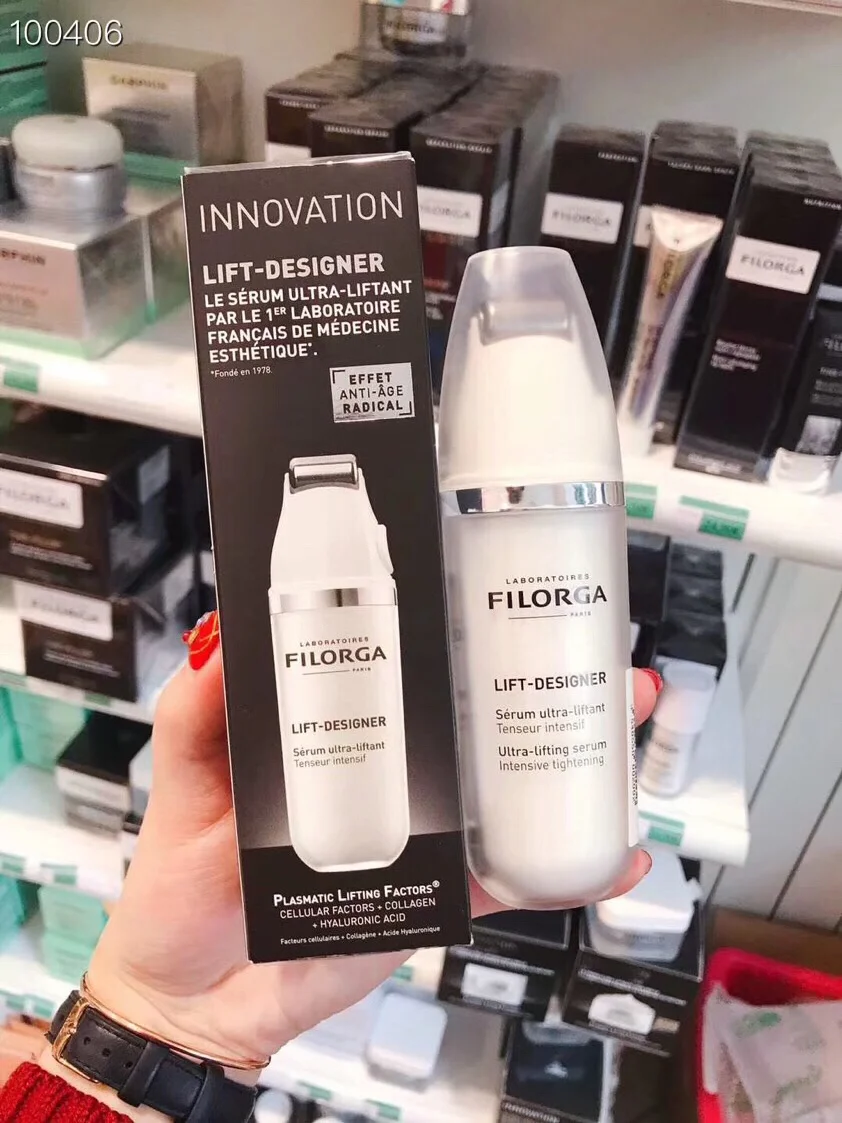 100406
INNOVATION
LIFT-DESIGNER
LE SÉRUM ULTRA-LIFTANT
PAR LE 1ER LABORATOIRE
FRANÇAIS DE MÉDECINE
ESTHÉTIQUE*.
*Fondé en 1978.
EFFET
ANTI-ÂGE
RADICAL
LABORATOIRES
FILORGA
PARIS
LIFT-DESIGNER
Sérum ultra-liftant
Tenseur intensif
PLASMATIC LIFTING FACTORS®
CELLULAR FACTORS + COLLAGEN
+ HYALURONIC ACID
Facteurs cellulaires + Collagène + Acide Hyaluronique
LABORATOIRES
FILORGA
PARIS
LIFT-DESIGNER
Sérum ultra-liftant
Tenseur intensif
Ultra-lifting serum
Intensive tightening
FILORGA
FILORGA
FILORGA
FILORGA